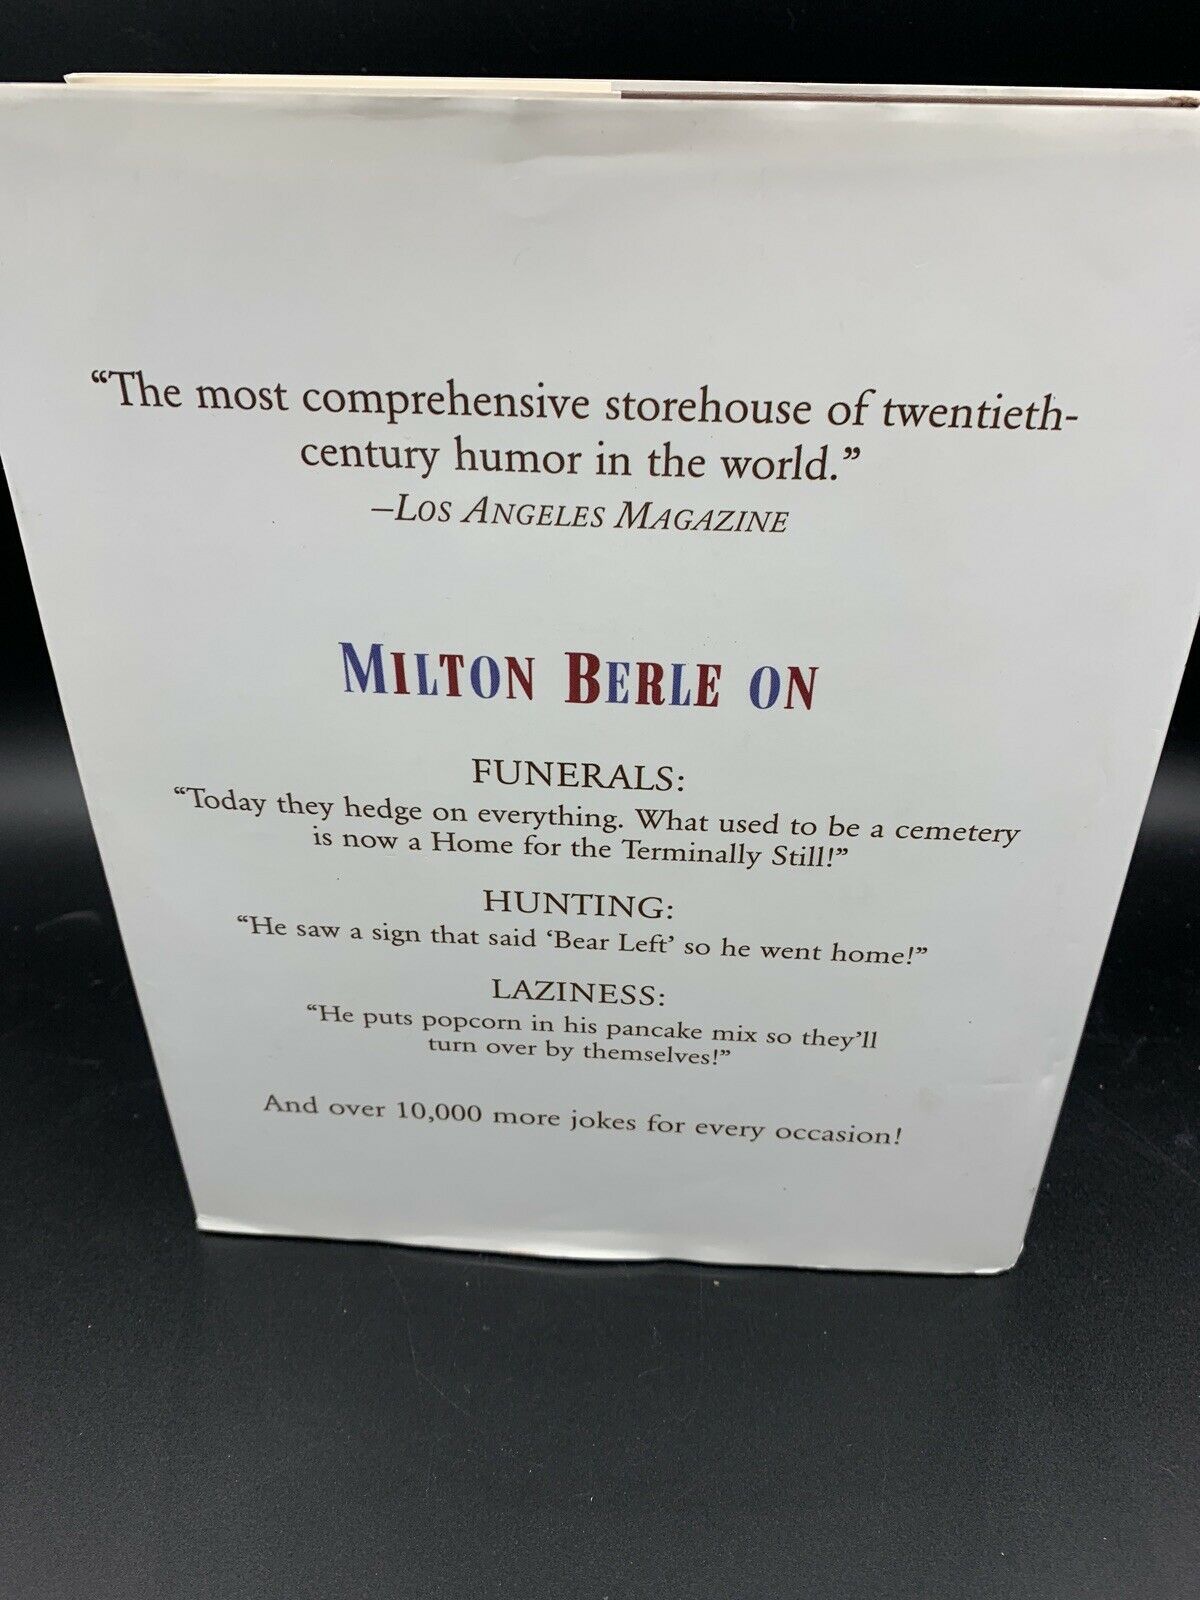 “The most comprehensive storehouse of twentieth-
century humor in the world.”
–LOS ANGELES MAGAZINE
MILTON BERLE ON
FUNERALS:
“Today they hedge on everything. What used to be a cemetery
is now a Home for the Terminally Still!”
HUNTING:
“He saw a sign that said ‘Bear Left’ so he went home!”
LAZINESS:
“He puts popcorn in his pancake mix so they’ll
turn over by themselves!”
And over 10,000 more jokes for every occasion!